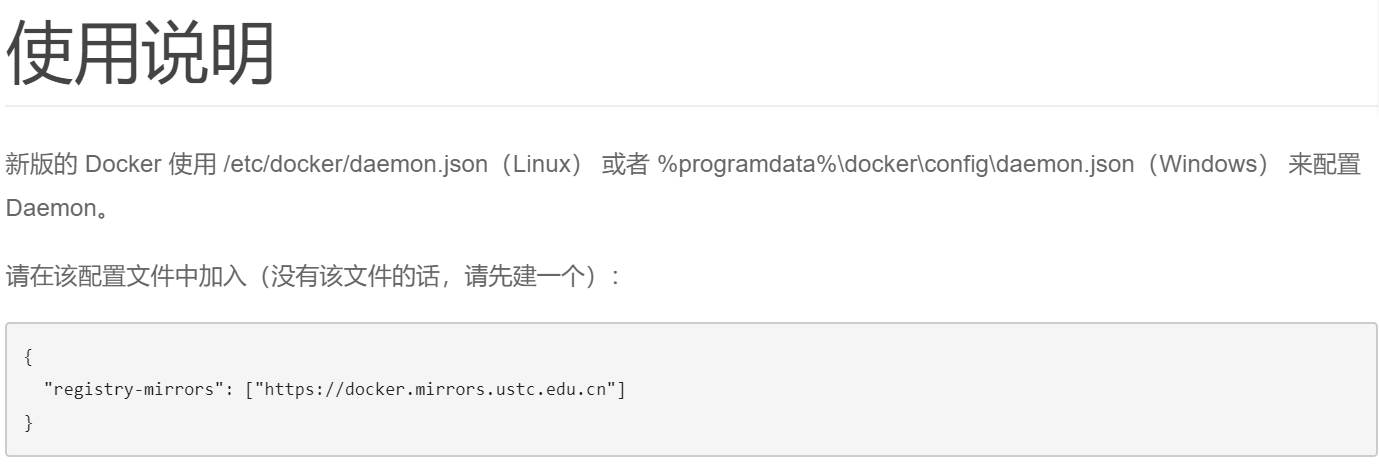 使用说明
新版的 Docker 使用 /etc/docker/daemon.json（Linux） 或者 %programdata%\docker\config\daemon.json（Windows） 来配置
Daemon。
请在该配置文件中加入（没有该文件的话，请先建一个）：
{
  "registry-mirrors": ["https://docker.mirrors.ustc.edu.cn"]
}